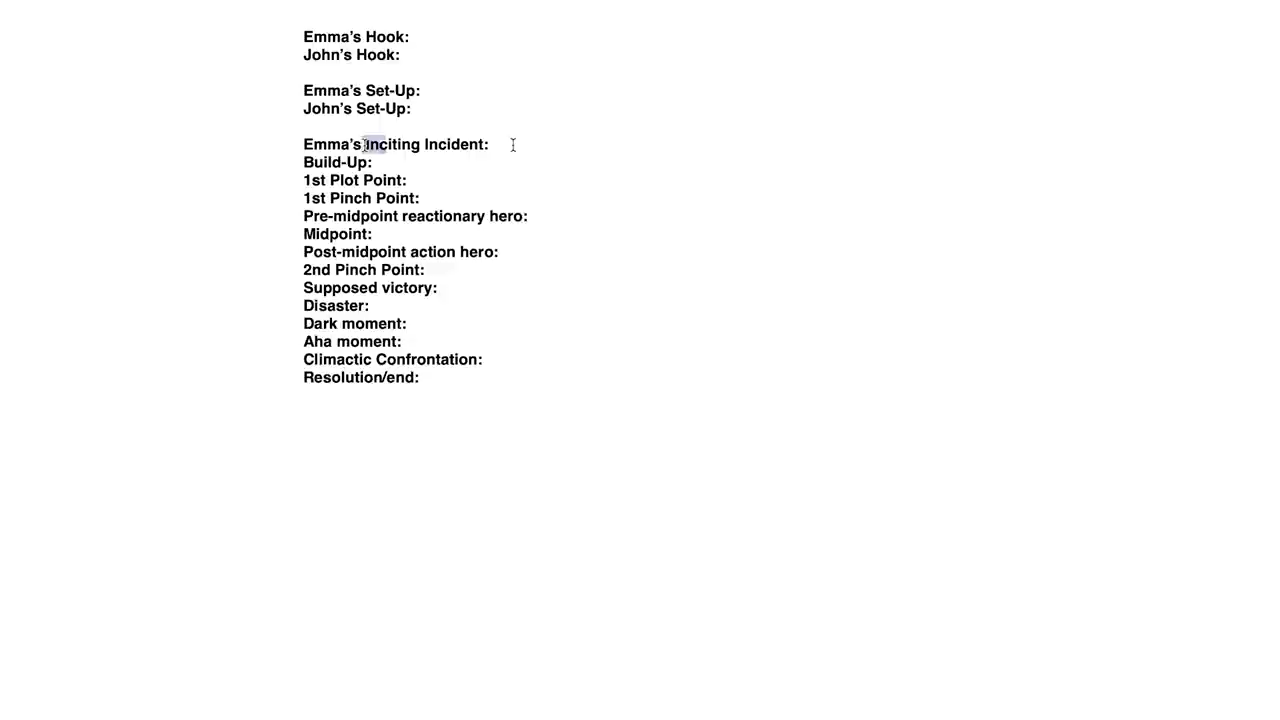 Emma’s Hook:
John’s Hook:
Emma’s Set-Up:
John’s Set-Up:
Emma’s Inciting Incident:
Build-Up:
1st Plot Point:
1st Pinch Point:
Pre-midpoint reactionary hero:
Midpoint:
Post-midpoint action hero:
2nd Pinch Point:
Supposed victory:
Disaster:
Dark moment:
Aha moment:
Climactic Confrontation:
Resolution/end: